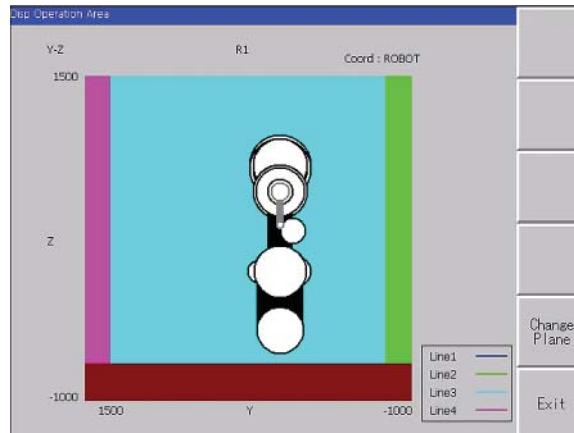 Disp Operation Area
Y-Z
R1
Coord : ROBOT
1500
Z
-1000
1500
Y
-1000
Line1
Line2
Line3
Line4
Change
Plane
Exit